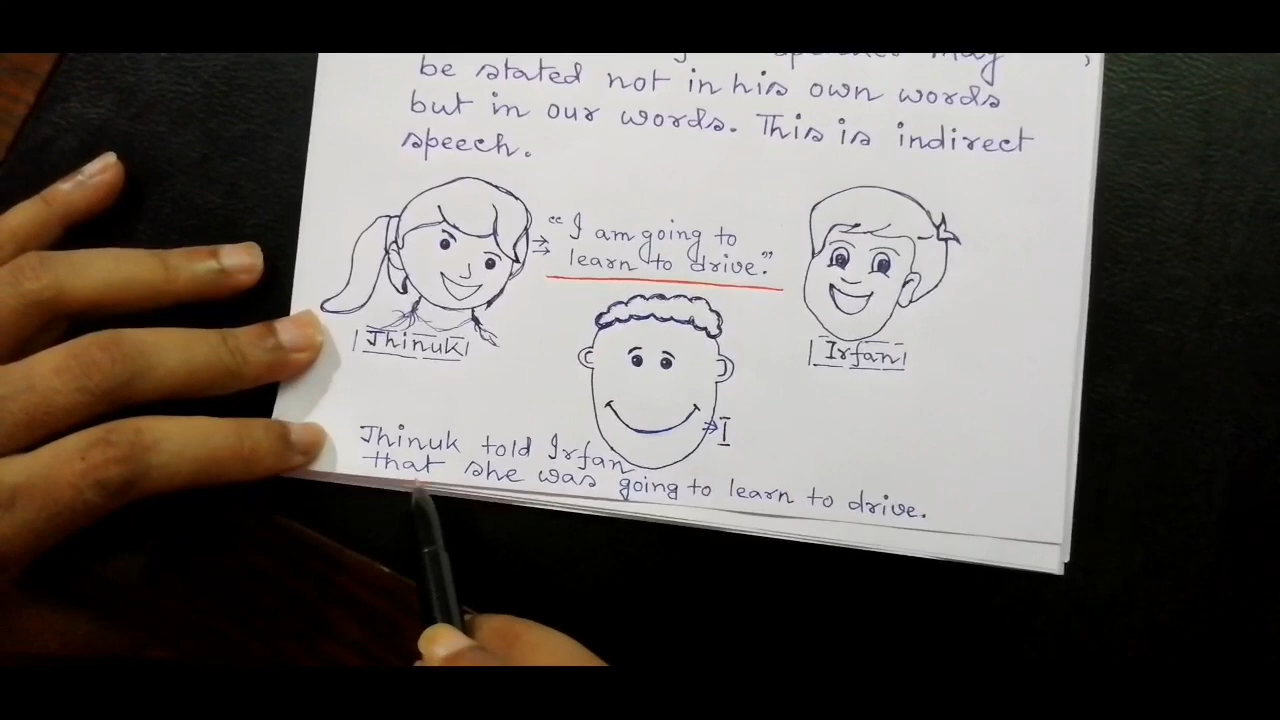 may
be stated not in his own words
but in our words. This is indirect
speech.
"I am going to
learn to drive."
Jhinuk
Irfan
I
Jhinuk told Irfan
that she was going to learn to drive.